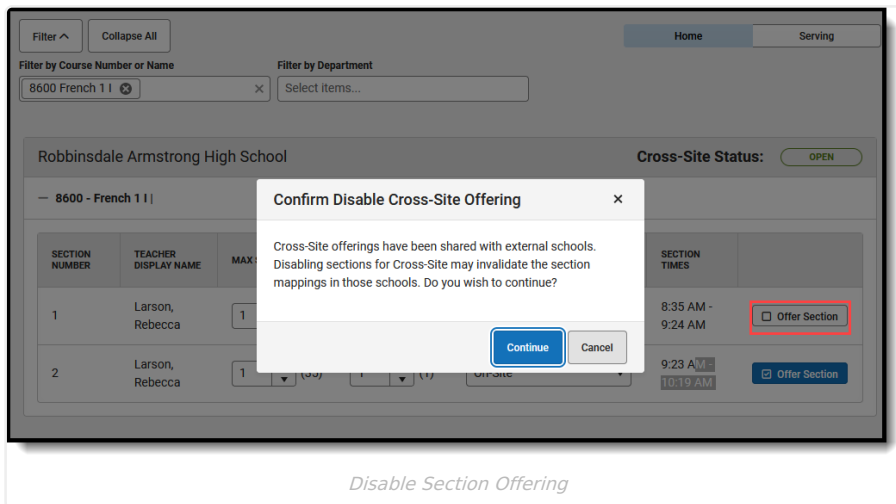 Filter
Collapse All
Home
Serving
Filter by Course Number or Name
Filter by Department
8600 French 1 I
Select items...
Robbinsdale Armstrong High School
Cross-Site Status:
OPEN
8600 - French 1 I |
Confirm Disable Cross-Site Offering
Cross-Site offerings have been shared with external schools.
Disabling sections for Cross-Site may invalidate the section
mappings in those schools. Do you wish to continue?
Continue
Cancel
SECTION
NUMBER
TEACHER
DISPLAY NAME
MAX
SECTION
TIMES
1
Larson,
Rebecca
1
8:35 AM -
9:24 AM
Offer Section
2
Larson,
Rebecca
1
9:23 AM -
10:19 AM
Offer Section
Disable Section Offering